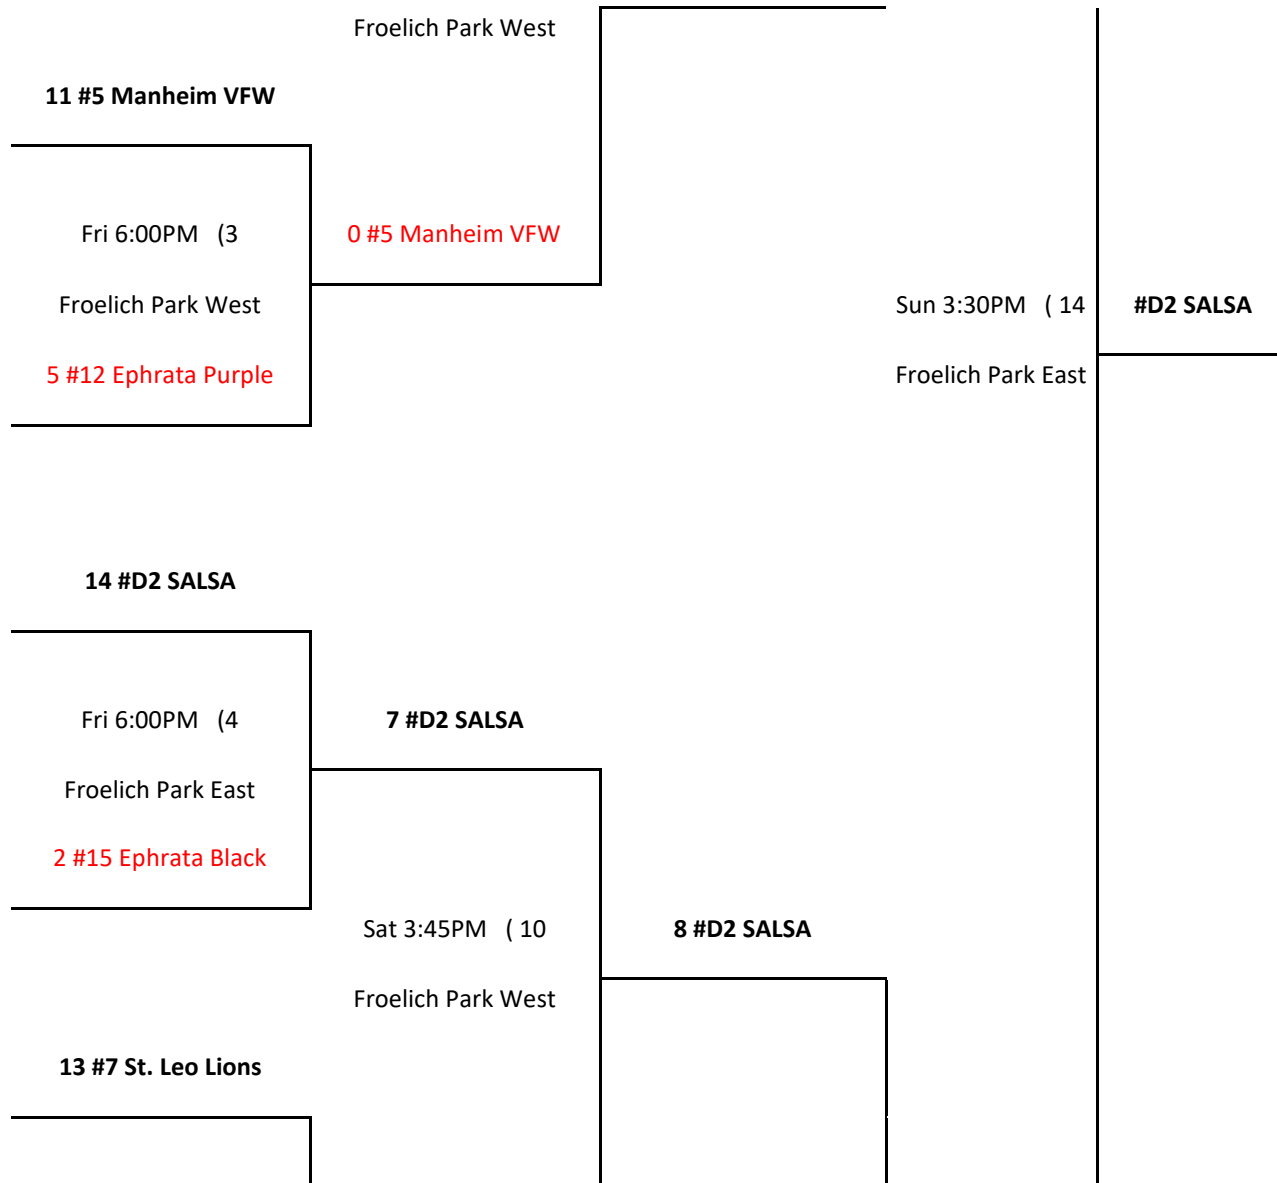 Froelich Park West
11 #5 Manheim VFW
Fri 6:00PM (3
0 #5 Manheim VFW
Froelich Park West
Sun 3:30PM ( 14
#D2 SALSA
5 #12 Ephrata Purple
Froelich Park East
14 #D2 SALSA
Fri 6:00PM (4
7 #D2 SALSA
Froelich Park East
2 #15 Ephrata Black
Sat 3:45PM ( 10
8 #D2 SALSA
Froelich Park West
13 #7 St. Leo Lions